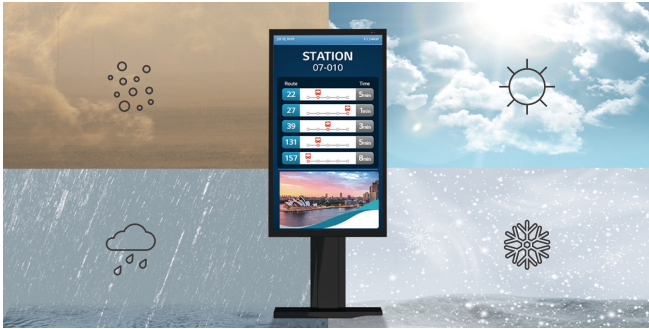 STATION
07-010
Route Time
22 5min
27 1min
39 3min
131 5min
157 8min